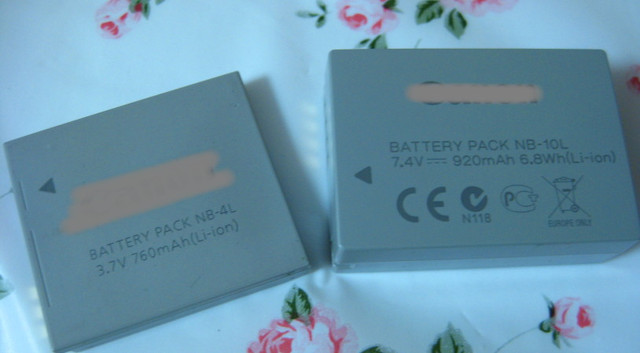 BATTERY PACK NB-4L
3.7V 760mAh(Li-ion)
BATTERY PACK NB-10L
7.4V 920mAh 6.8Wh(Li-ion)
CE
N118
PC
EUROPE ONLY